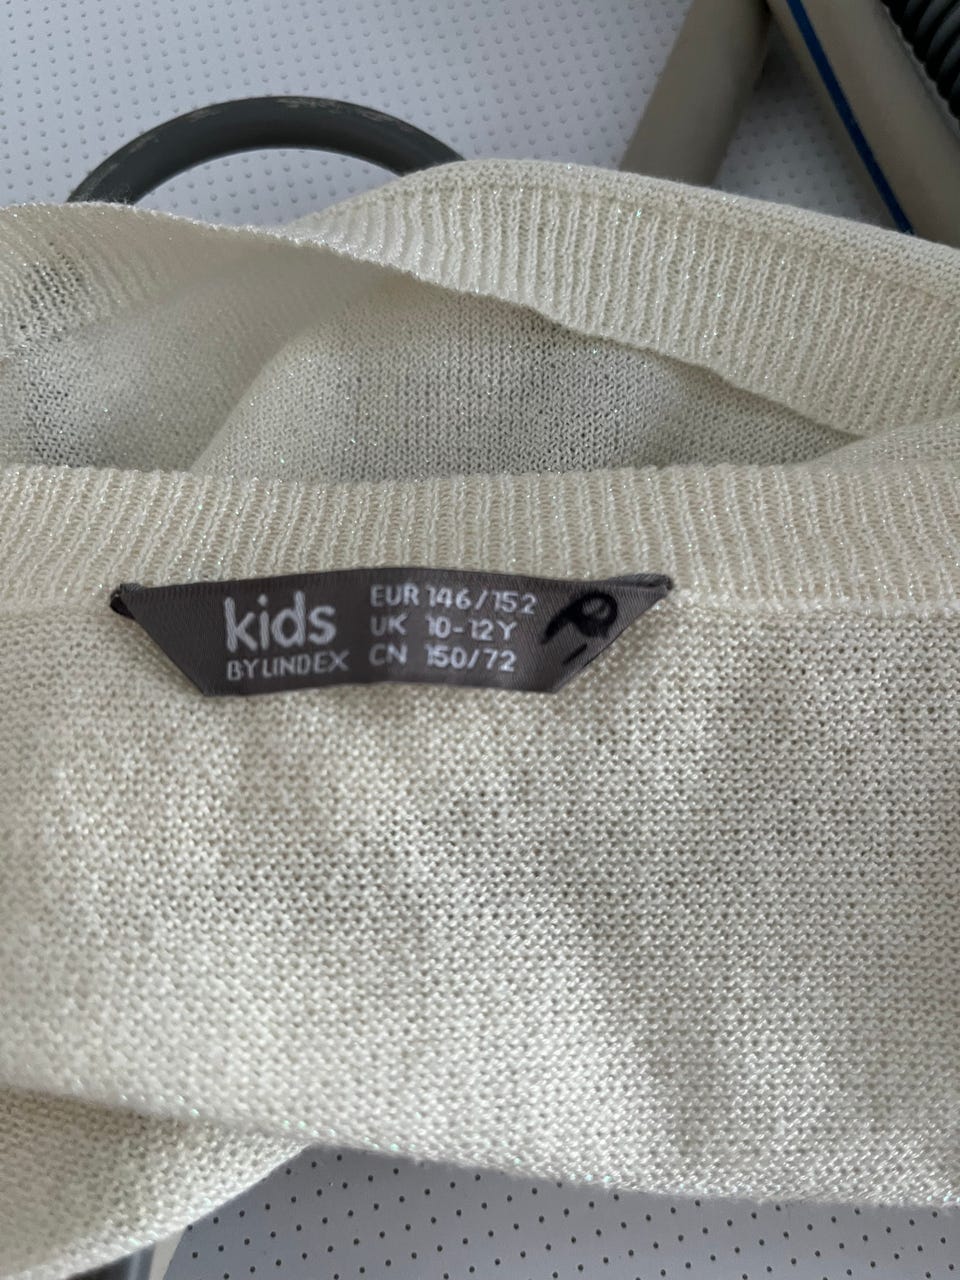 kids
BY LINDEX
EUR 146/152
UK 10-12Y
CN 150/72